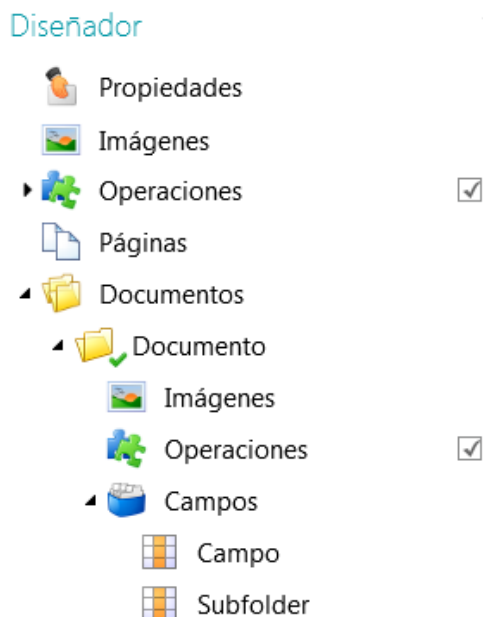 Diseñador
Propiedades
Imágenes
Operaciones
Páginas
Documentos
Documento
Imágenes
Operaciones
Campos
Campo
Subfolder